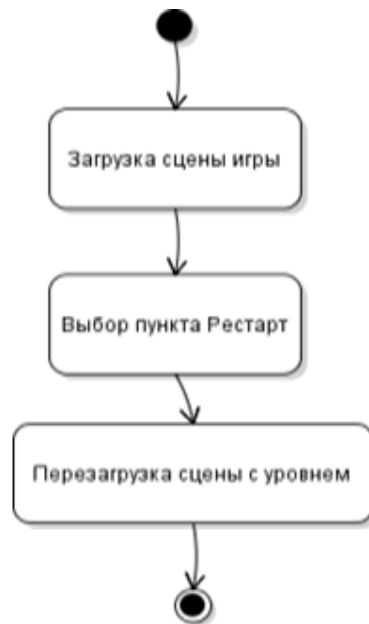 Загрузка сцены игры
Выбор пункта Рестарт
Перезагрузка сцены с уровнем